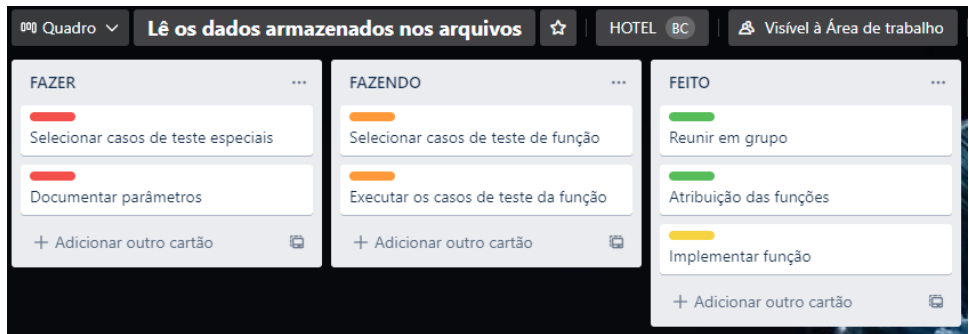 Quadro
Lê os dados armazenados nos arquivos
HOTEL BC
Visível à Área de trabalho
FAZER
Selecionar casos de teste especiais
Documentar parâmetros
+ Adicionar outro cartão
FAZENDO
Selecionar casos de teste de função
Executar os casos de teste da função
+ Adicionar outro cartão
FEITO
Reunir em grupo
Atribuição das funções
Implementar função
+ Adicionar outro cartão